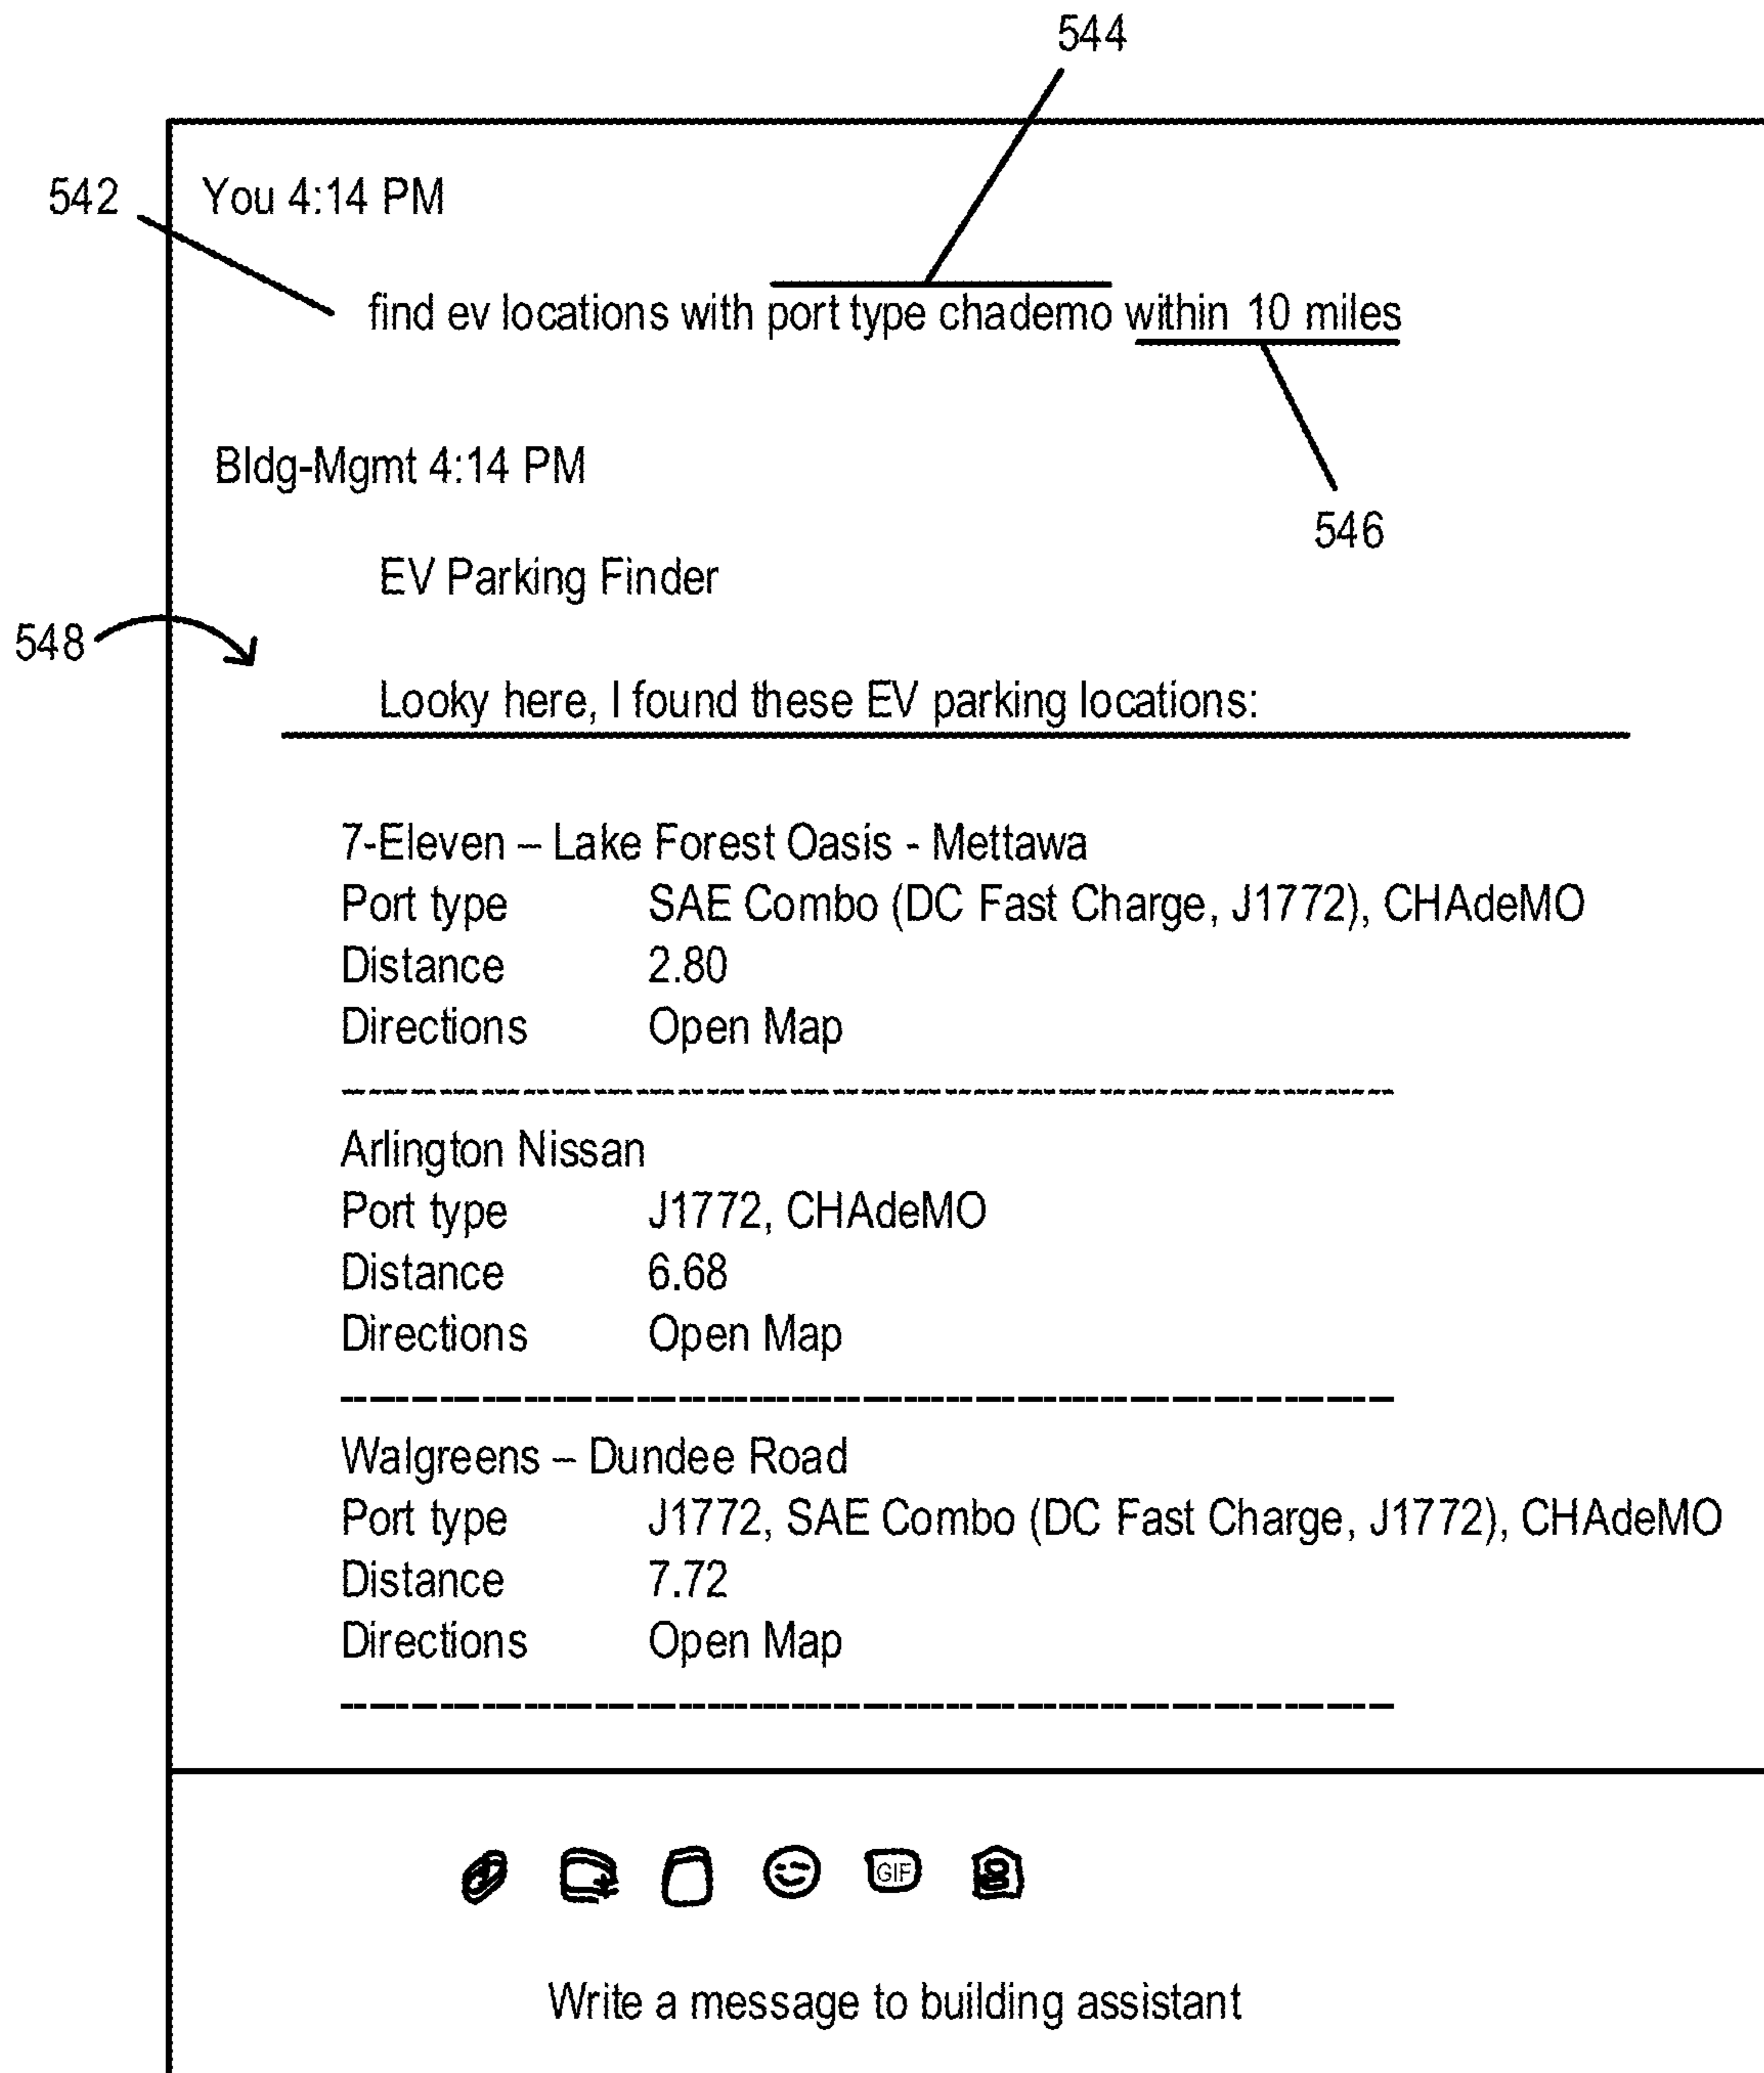 544
542
You 4:14 PM
find ev locations with port type chademo within 10 miles
Bldg-Mgmt 4:14 PM
546
EV Parking Finder
548
Looky here, I found these EV parking locations:
7-Eleven – Lake Forest Oasis - Mettawa
Port type SAE Combo (DC Fast Charge, J1772), CHAdeMO
Distance 2.80
Directions Open Map
Arlington Nissan
Port type J1772, CHAdeMO
Distance 6.68
Directions Open Map
Walgreens – Dundee Road
Port type J1772, SAE Combo (DC Fast Charge, J1772), CHAdeMO
Distance 7.72
Directions Open Map
GIF
Write a message to building assistant